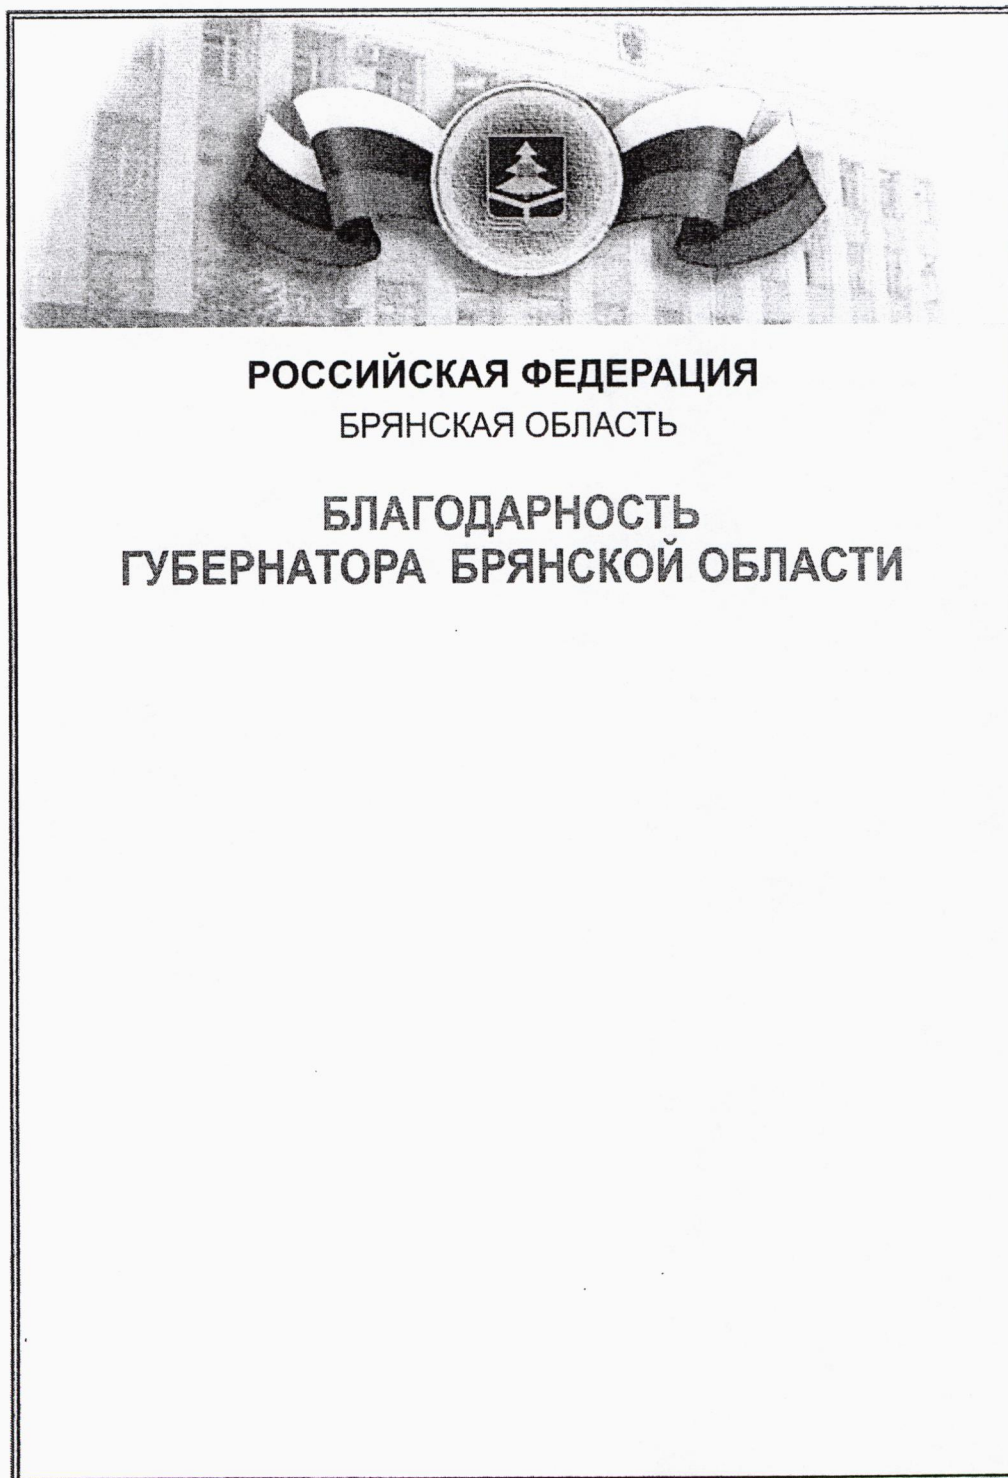 РОССИЙСКАЯ ФЕДЕРАЦИЯ
БРЯНСКАЯ ОБЛАСТЬ
БЛАГОДАРНОСТЬ
ГУБЕРНАТОРА БРЯНСКОЙ ОБЛАСТИ